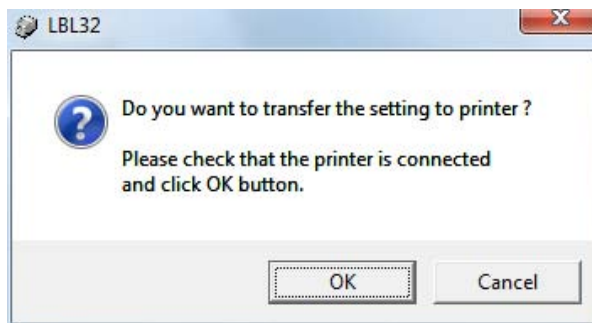 LBL32
Do you want to transfer the setting to printer ?
Please check that the printer is connected
and click OK button.
OK
Cancel